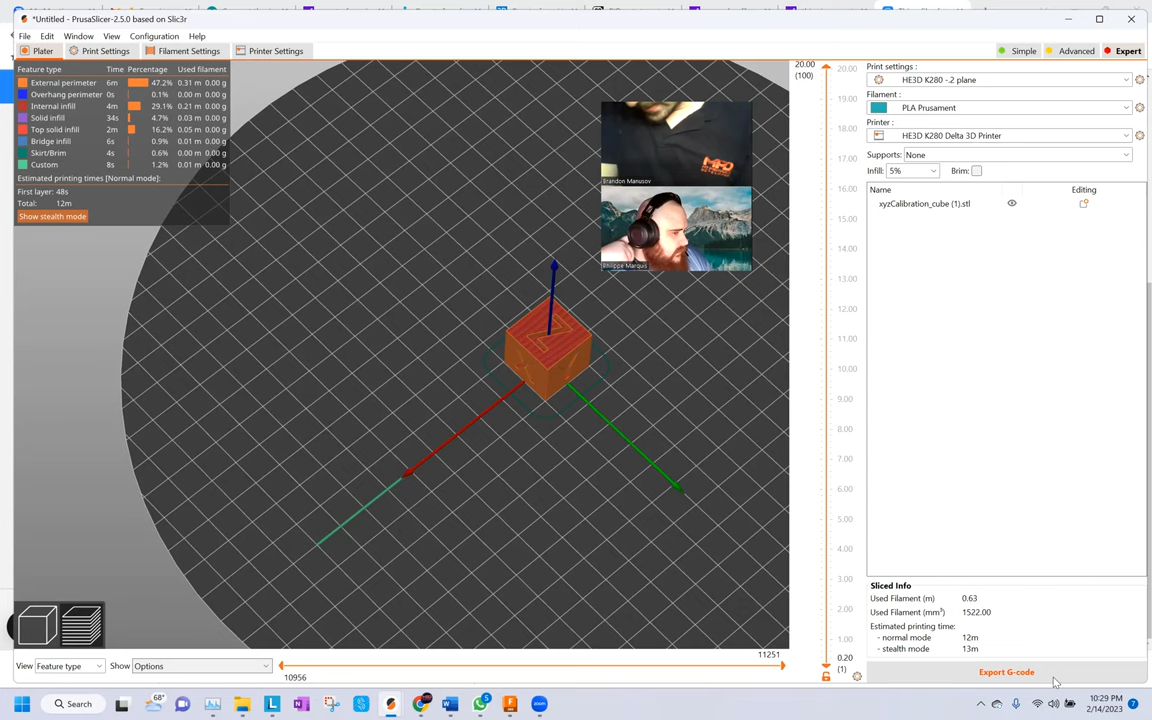 *Untitled - PrusaSlicer-2.5.0 based on Slic3r
File Edit Window View Configuration Help
Plater Print Settings Filament Settings Printer Settings
Simple Advanced Expert
Feature type Time Percentage Used filament
External perimeter 6m 47.2% 0.31 m 0.00 g
Overhang perimeter 0s 0.1% 0.00 m 0.00 g
Internal infill 4m 29.1% 0.21 m 0.00 g
Solid infill 34s 4.7% 0.03 m 0.00 g
Top solid infill 2m 16.2% 0.05 m 0.00 g
Bridge infill 6s 0.9% 0.01 m 0.00 g
Skirt/Brim 4s 0.6% 0.01 m 0.00 g
Custom 8s 1.2% 0.01 m 0.00 g
Estimated printing times [Normal mode]:
First layer: 48s
Total: 12m
Show stealth mode
Brandon Manusov
Philippe Marquis
Z
20.00
(100)
20.00
19.00
18.00
17.00
16.00
15.00
14.00
13.00
12.00
11.00
10.00
9.00
8.00
7.00
6.00
5.00
4.00
3.00
2.00
1.00
0.20
(1)
Print settings :
HE3D K280 -.2 plane
Filament :
PLA Prusament
Printer :
HE3D K280 Delta 3D Printer
Supports: None
Infill: 5% Brim:
Name Editing
xyzCalibration_cube (1).stl
Sliced Info
Used Filament (m) 0.63
Used Filament (mm³) 1522.00
Estimated printing time:
- normal mode 12m
- stealth mode 13m
Export G-code
View Feature type Show Options
11251
10956
68°
Search
5
10:29 PM
2/14/2023
7